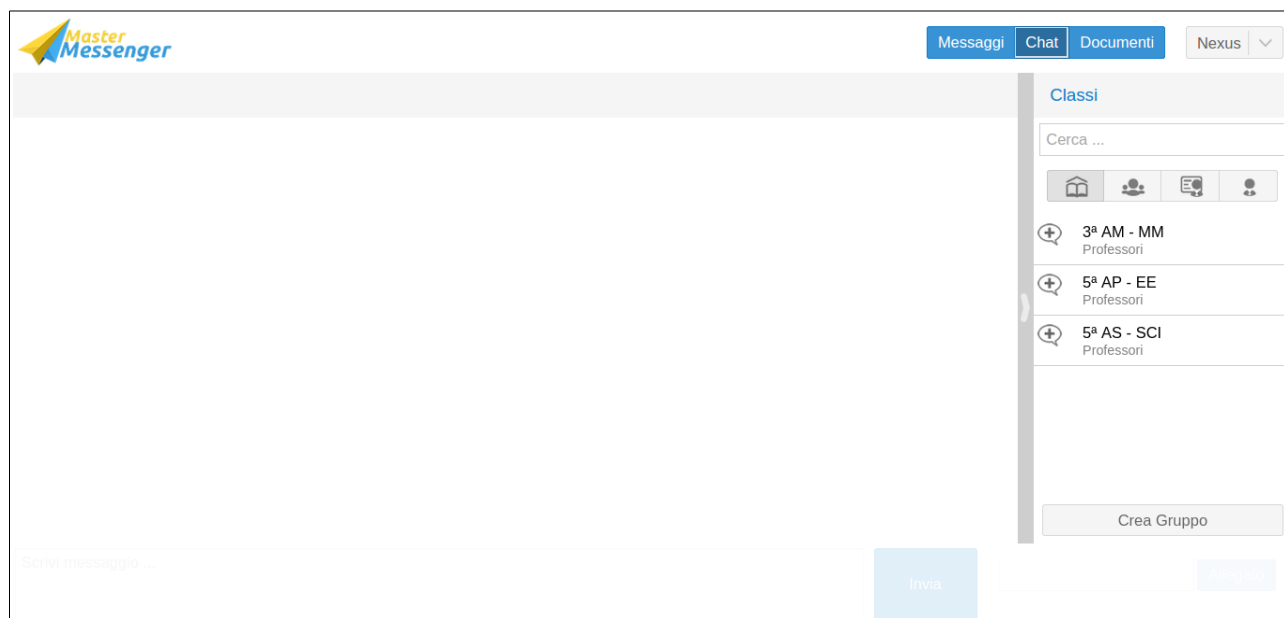 Master
Messenger
Messaggi Chat Documenti Nexus
Classi
Cerca ...
3ª AM - MM
Professori
5ª AP - EE
Professori
5ª AS - SCI
Professori
Crea Gruppo
Scrivi messaggio ...
Invia